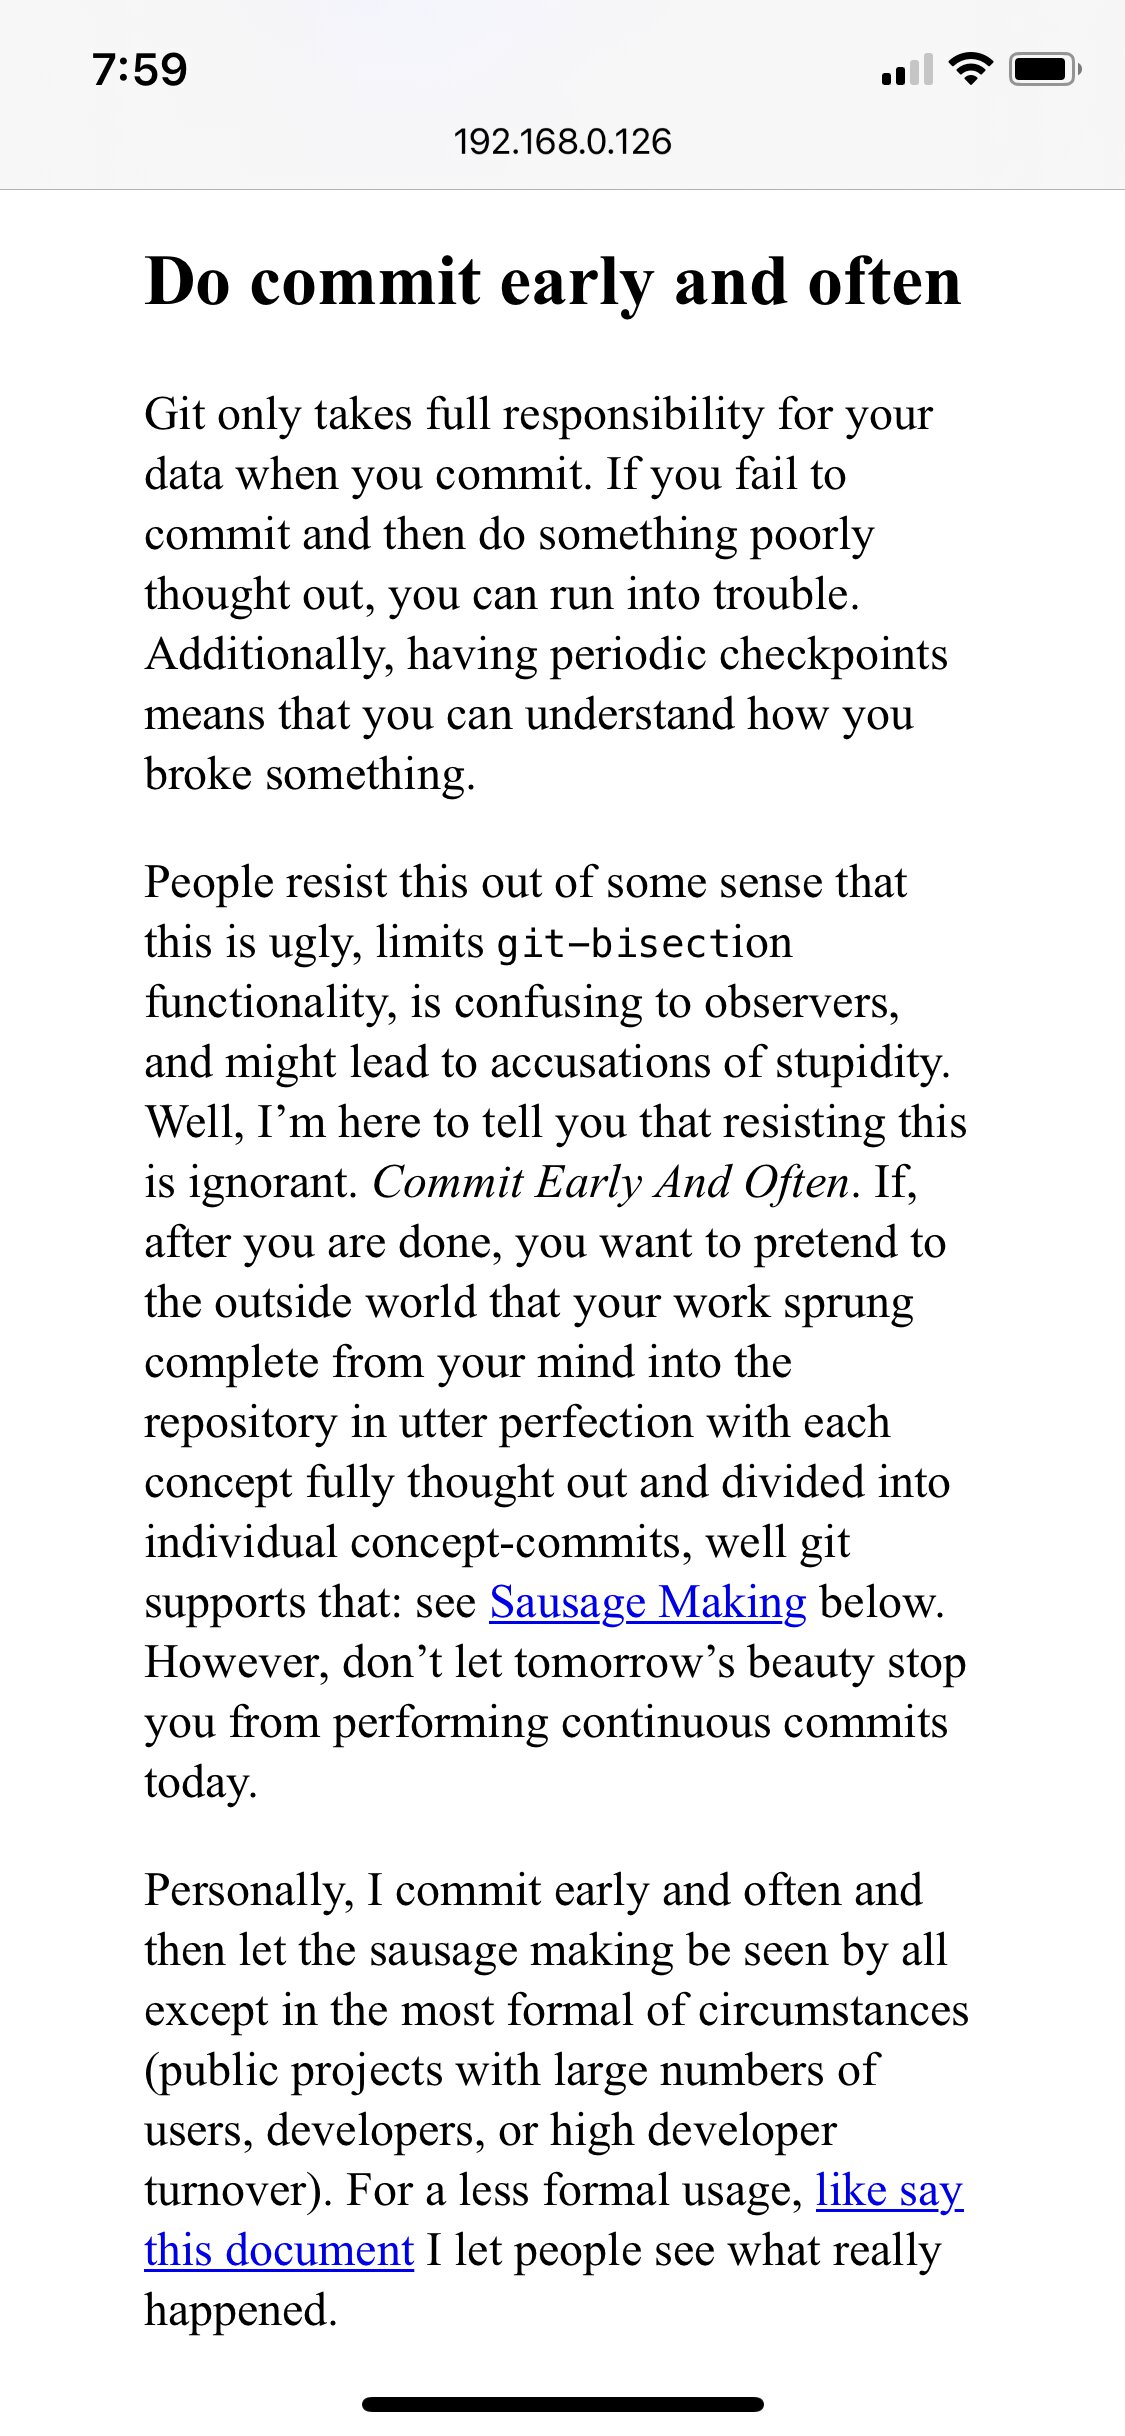 7:59
192.168.0.126
Do commit early and often
Git only takes full responsibility for your
data when you commit. If you fail to
commit and then do something poorly
thought out, you can run into trouble.
Additionally, having periodic checkpoints
means that you can understand how you
broke something.
People resist this out of some sense that
this is ugly, limits git-bisection
functionality, is confusing to observers,
and might lead to accusations of stupidity.
Well, I’m here to tell you that resisting this
is ignorant. Commit Early And Often. If,
after you are done, you want to pretend to
the outside world that your work sprung
complete from your mind into the
repository in utter perfection with each
concept fully thought out and divided into
individual concept-commits, well git
supports that: see Sausage Making below.
However, don’t let tomorrow’s beauty stop
you from performing continuous commits
today.
Personally, I commit early and often and
then let the sausage making be seen by all
except in the most formal of circumstances
(public projects with large numbers of
users, developers, or high developer
turnover). For a less formal usage, like say
this document I let people see what really
happened.